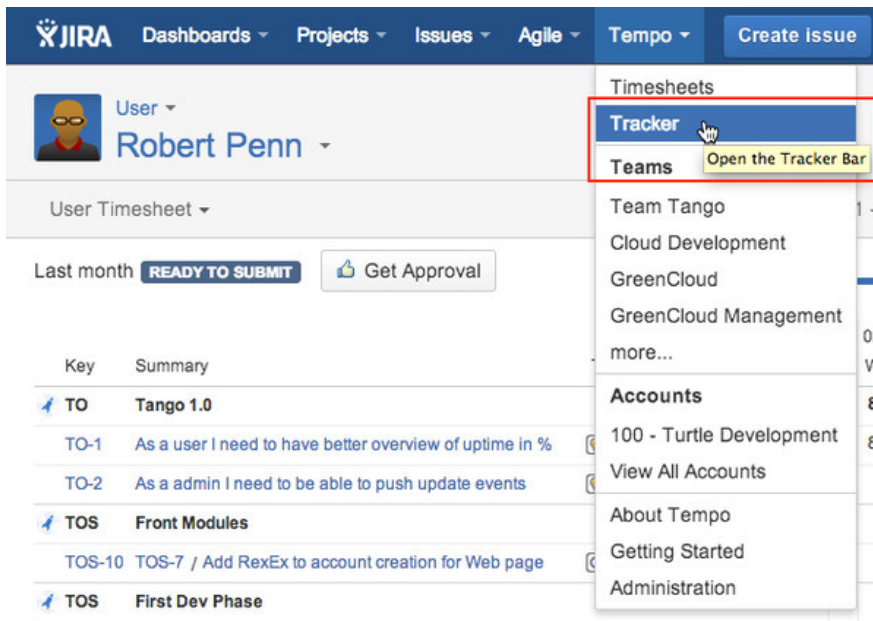 JIRA Dashboards Projects Issues Agile Tempo Create issue
User
Robert Penn
User Timesheet
Last month READY TO SUBMIT Get Approval
Key Summary
TO Tango 1.0
TO-1 As a user I need to have better overview of uptime in %
TO-2 As a admin I need to be able to push update events
TOS Front Modules
TOS-10 TOS-7 / Add RexEx to account creation for Web page
TOS First Dev Phase
Timesheets
Tracker
Open the Tracker Bar
Teams
Team Tango
Cloud Development
GreenCloud
GreenCloud Management
more...
Accounts
100 - Turtle Development
View All Accounts
About Tempo
Getting Started
Administration